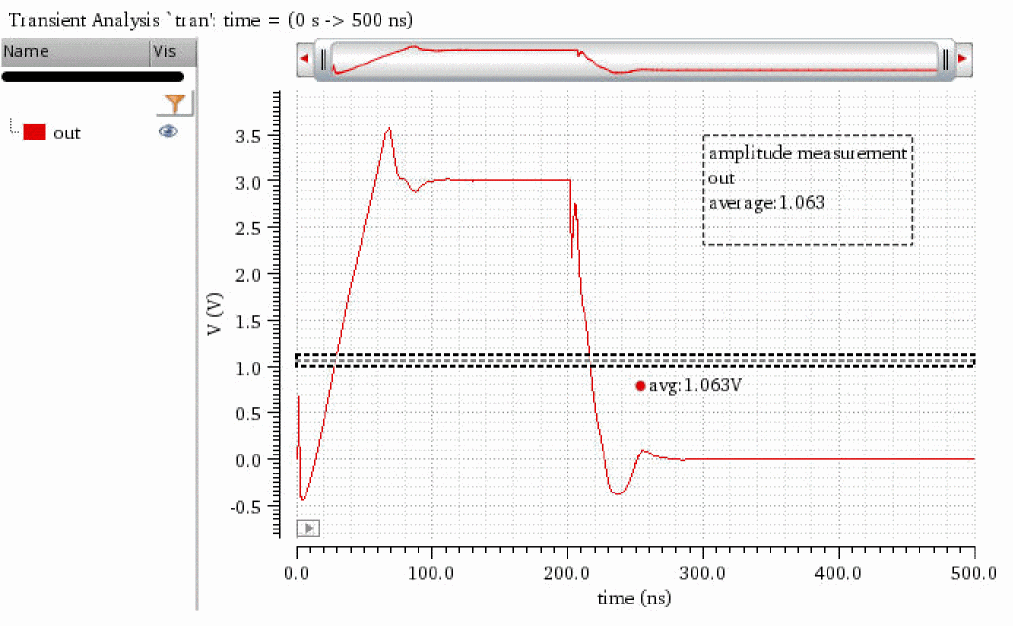 Transient Analysis `tran': time = (0 s -> 500 ns)
Name Vis
out
3.5
3.0
2.5
2.0
1.5
1.0
0.5
0.0
-0.5
V (V)
amplitude measurement
out
average:1.063
avg:1.063V
0.0 100.0 200.0 300.0 400.0 500.0
time (ns)